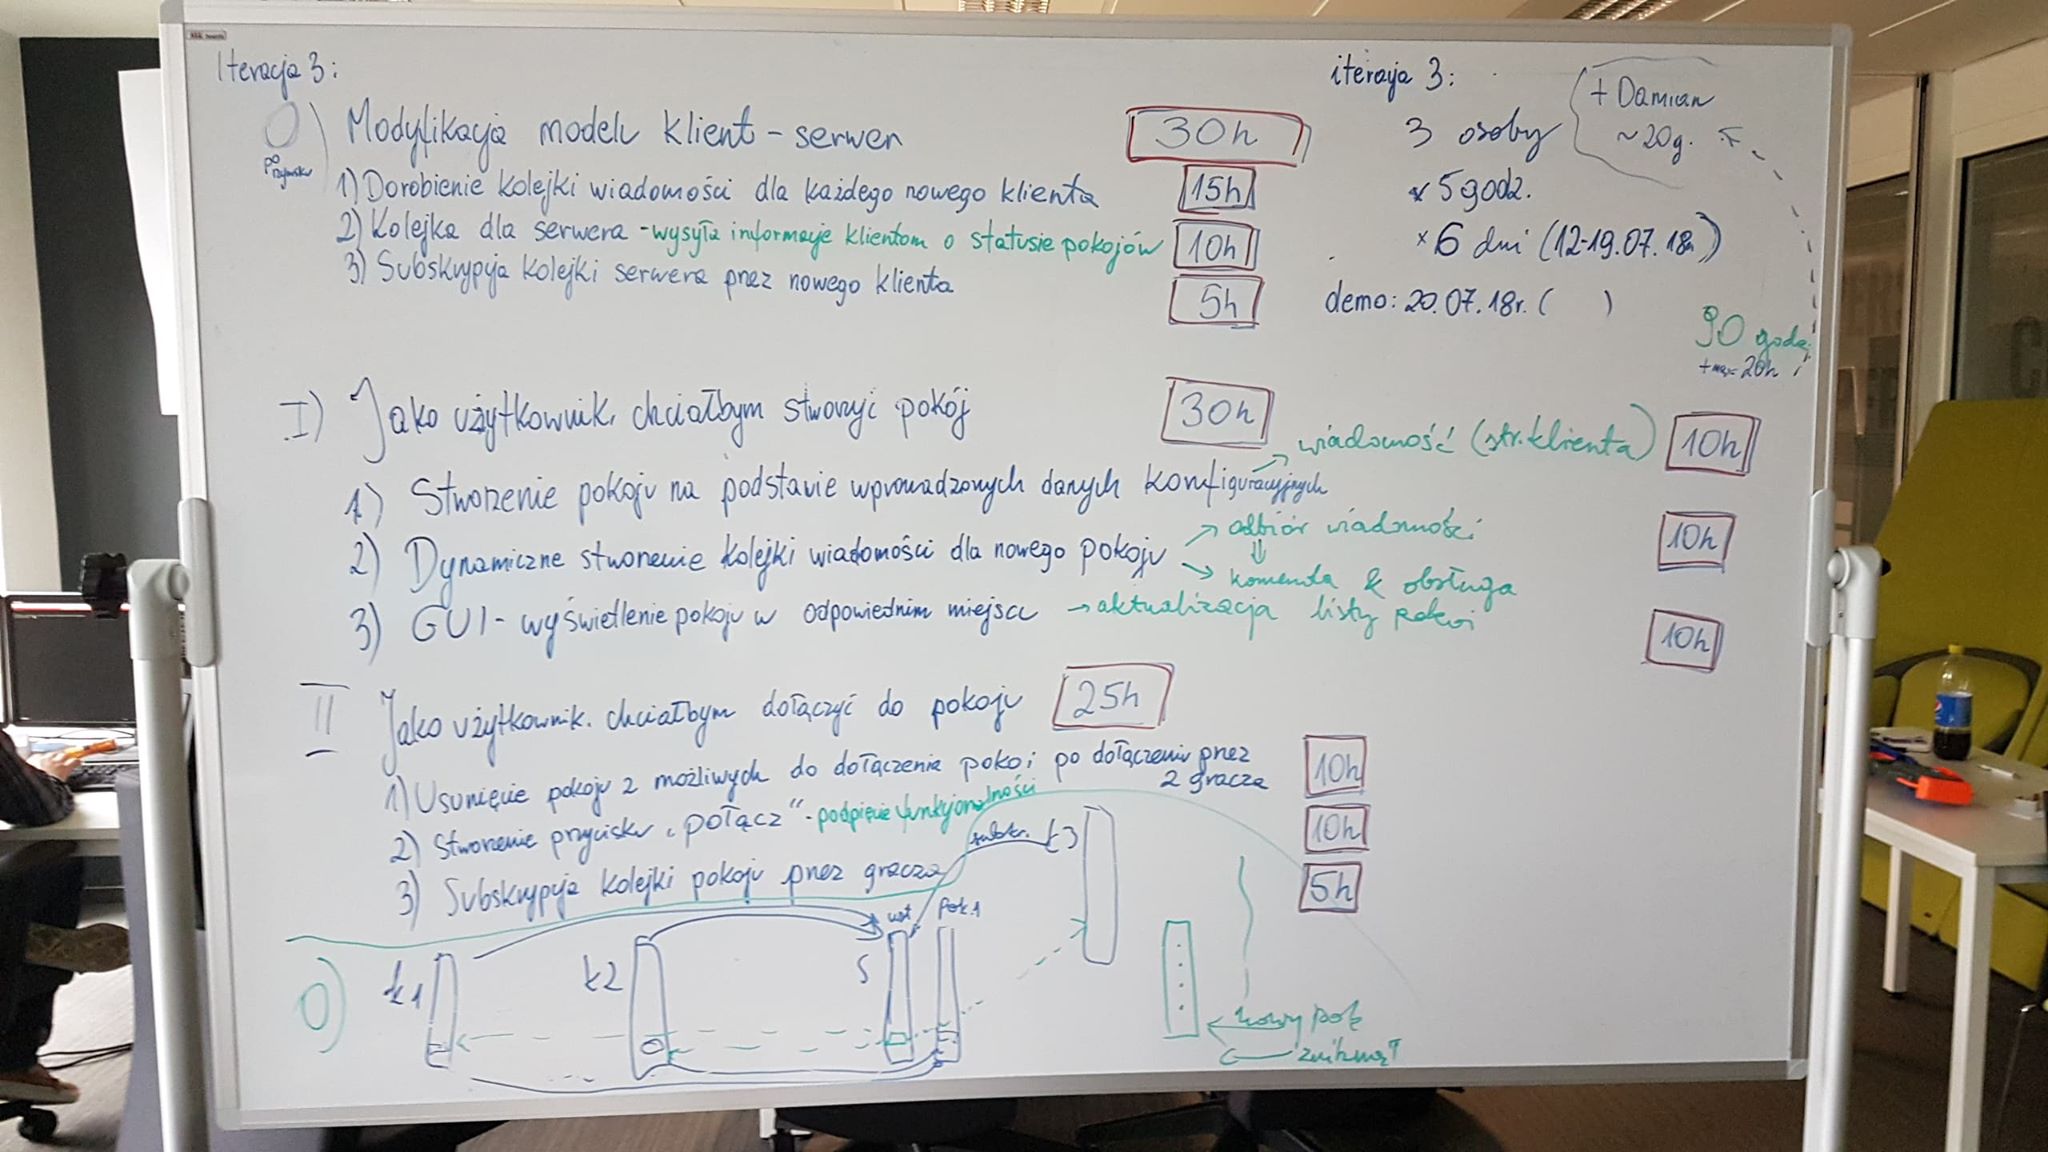 Iteracja 3:
0) Modyfikacja modelu klient - serwer 30h
1) Dorobienie kolejki wiadomości dla każdego nowego klienta 15h
2) Kolejka dla serwera - wysyła informacje klientom o statusie pokojów 10h
3) Subskrypcja kolejki serwera przez nowego klienta 5h
iteracja 3:
3 osoby
x 5 godz.
x 6 dni (12-19.07.18r)
demo: 20.07.18r. ( )
+ Damian
~20g.
90 godz.
+ max 20h
I) Jako użytkownik, chciałbym stworzyć pokój 30h
1) Stworzenie pokoju na podstawie wprowadzonych danych konfiguracyjnych
→ wiadomość (str. klienta) 10h
2) Dynamiczne stworzenie kolejki wiadomości dla nowego pokoju
→ odbiór wiadomości
⇓
→ komenda & obsługa
10h
3) GUI - wyświetlenie pokoju w odpowiednim miejscu → aktualizacja listy pokoi
10h
II Jako użytkownik, chciałbym dołączyć do pokoju 25h
1) Usunięcie pokoju z możliwych do dołączenia pokoi po dołączeniu przez
2 gracza
10h
2) Stworzenie przycisku „połącz" - podpięcie funkcjonalności
10h
3) Subskrypcja kolejki pokoju przez gracza
5h
0)
k1
k2
S
pok.1
subskr.
k3
nowy pok
zniknął